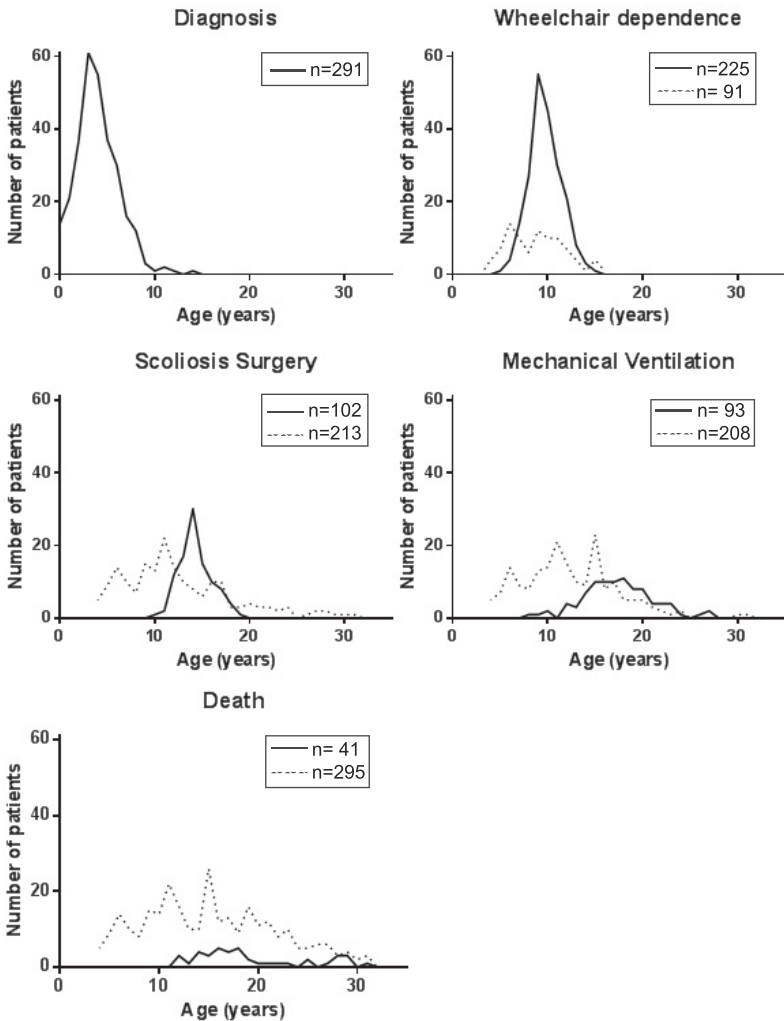 Diagnosis
Number of patients
60
40
20
0
n=291
0 10 20 30
Age (years)
Wheelchair dependence
Number of patients
60
40
20
0
n=225
n= 91
0 10 20 30
Age (years)
Scoliosis Surgery
Number of patients
60
40
20
0
n=102
n=213
0 10 20 30
Age (years)
Mechanical Ventilation
Number of patients
60
40
20
0
n= 93
n=208
0 10 20 30
Age (years)
Death
Number of patients
60
40
20
0
n= 41
n=295
0 10 20 30
Age (years)